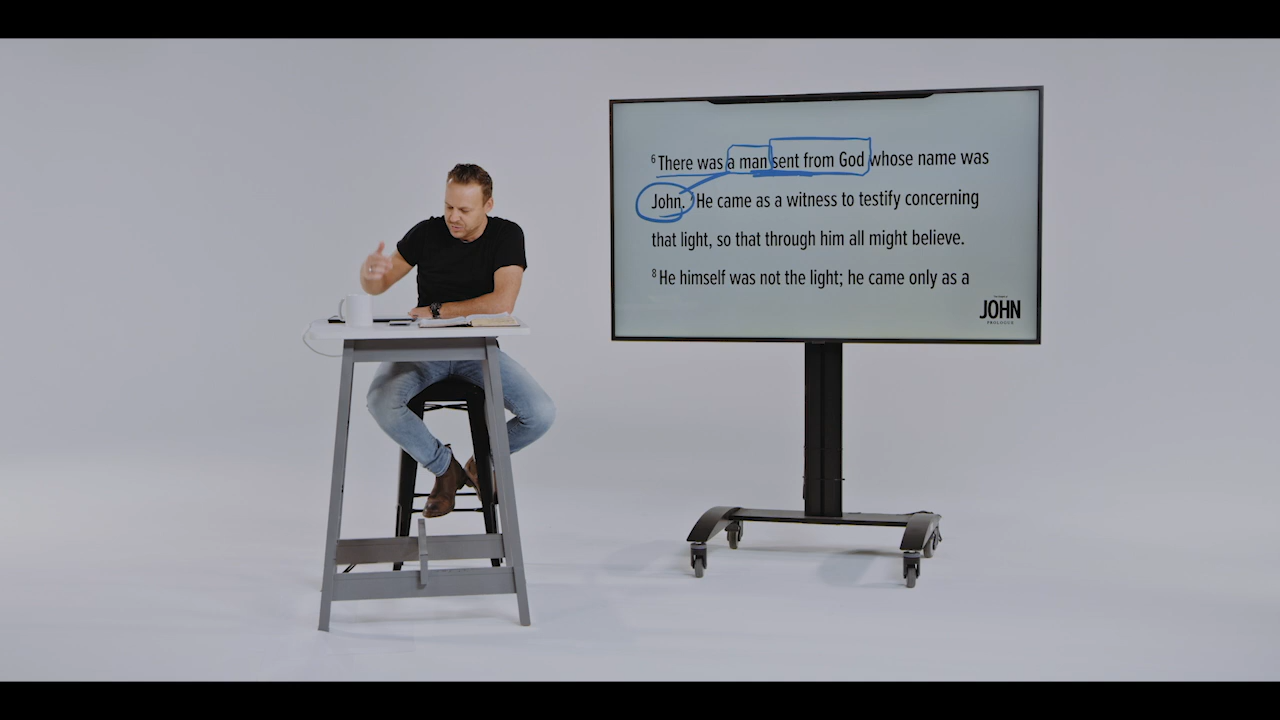 ⁶ There was a man sent from God whose name was
John. ⁷ He came as a witness to testify concerning
that light, so that through him all might believe.
⁸ He himself was not the light; he came only as a
JOHN
PROLOGUE